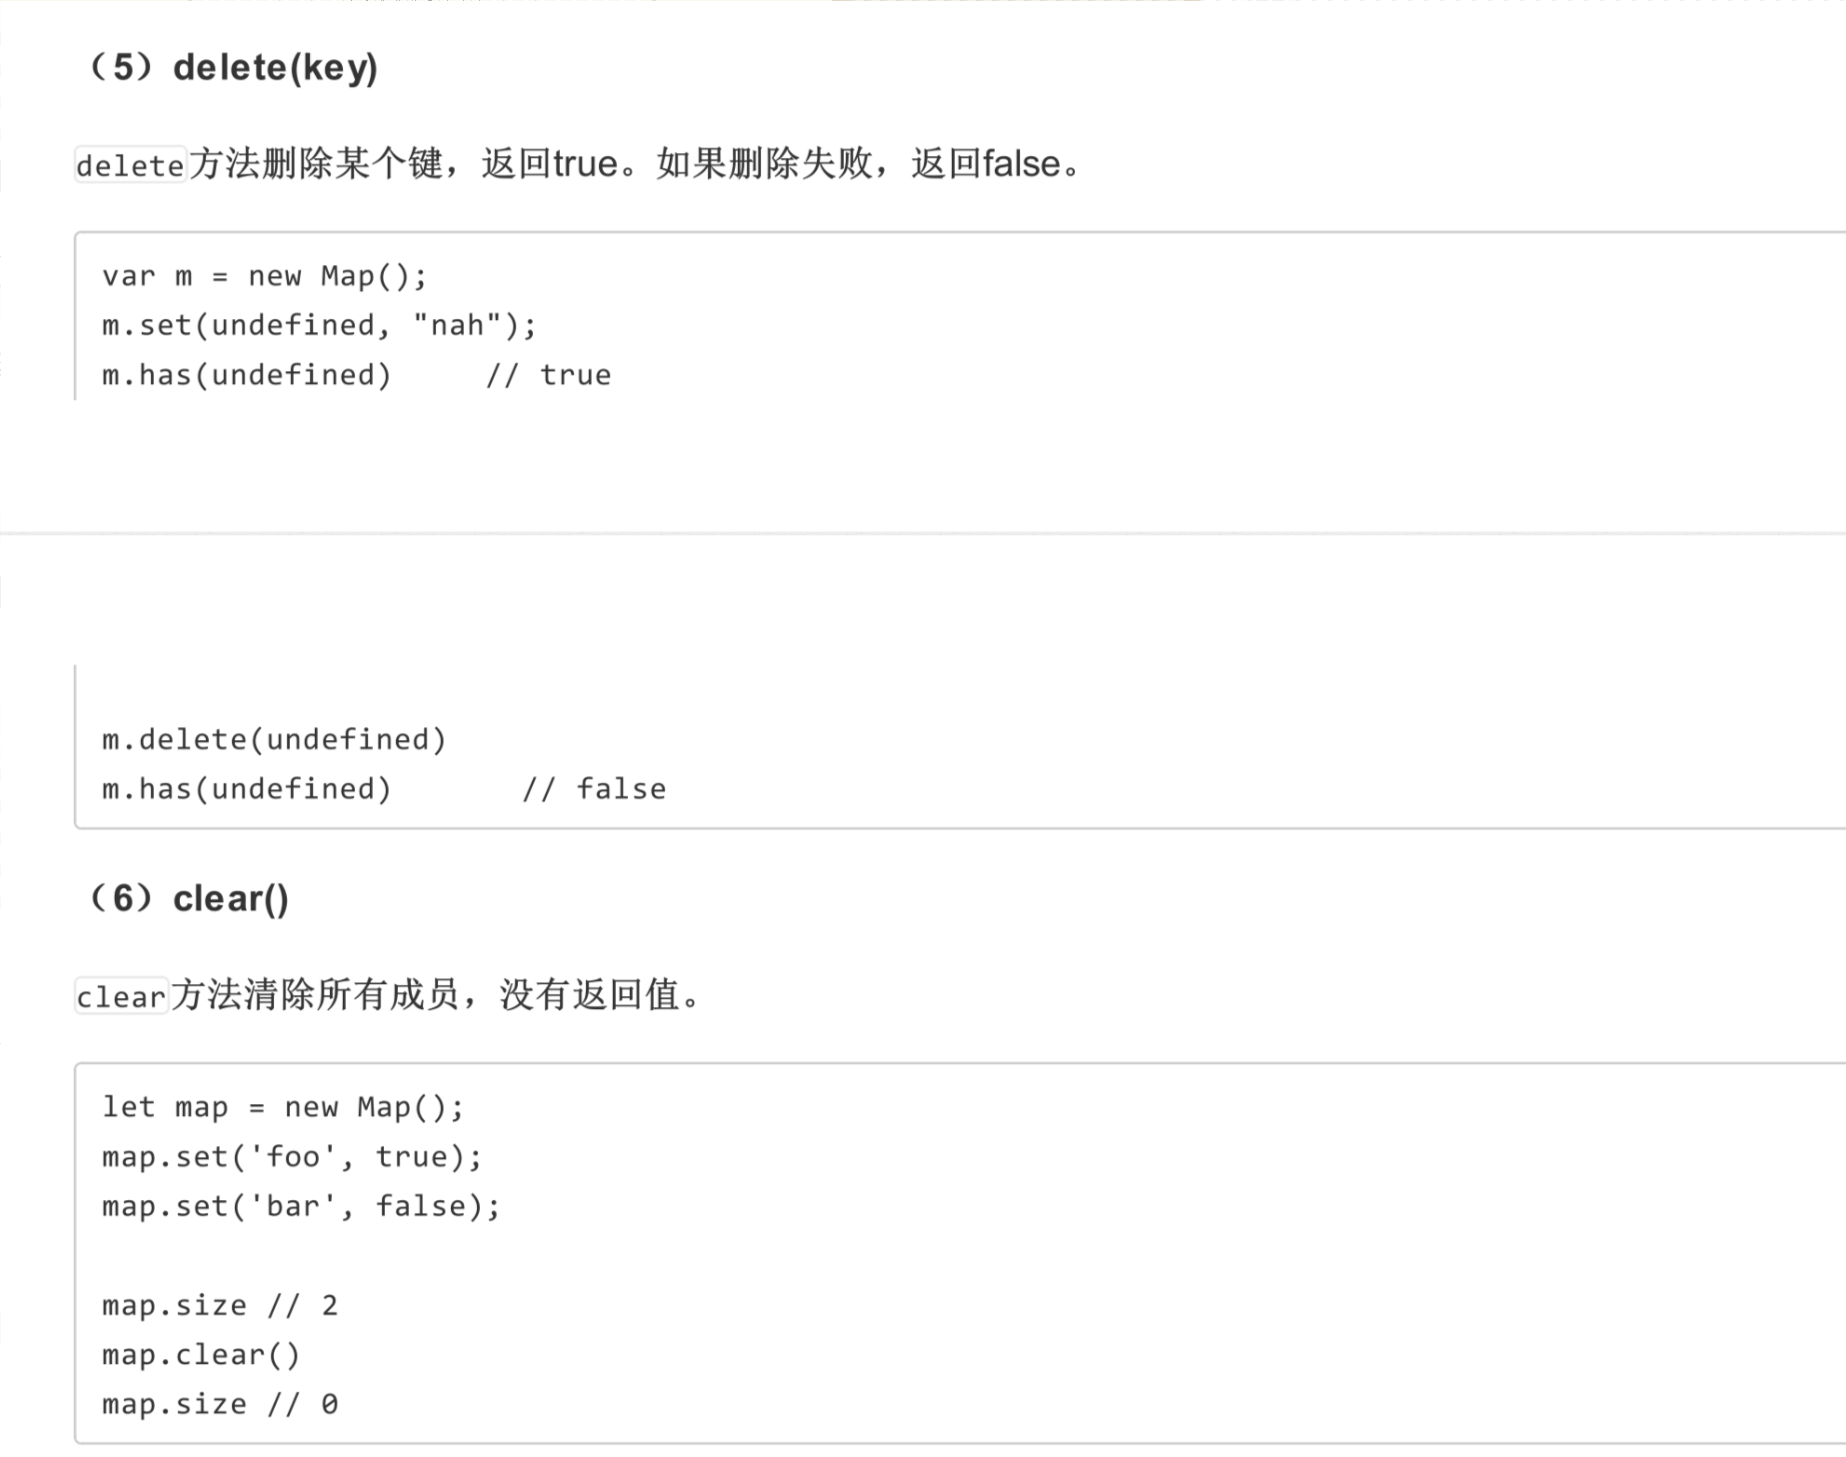 （5）delete(key)
delete方法删除某个键，返回true。如果删除失败，返回false。
var m = new Map();
m.set(undefined, "nah");
m.has(undefined)     // true
m.delete(undefined)
m.has(undefined)       // false
（6）clear()
clear方法清除所有成员，没有返回值。
let map = new Map();
map.set('foo', true);
map.set('bar', false);
map.size // 2
map.clear()
map.size // 0